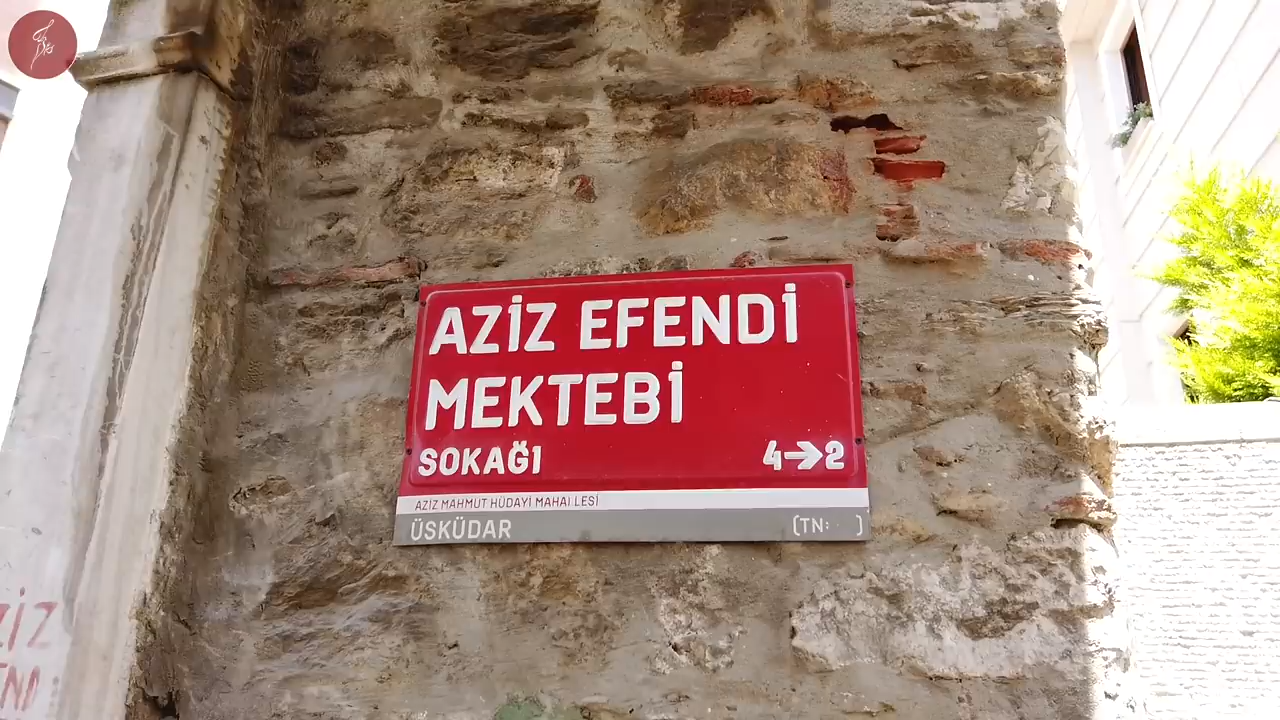 AZİZ EFENDİ
MEKTEBİ
SOKAĞI
4→2
AZİZ MAHMUT HÜDAYİ MAHALLESİ
ÜSKÜDAR
(TN: )